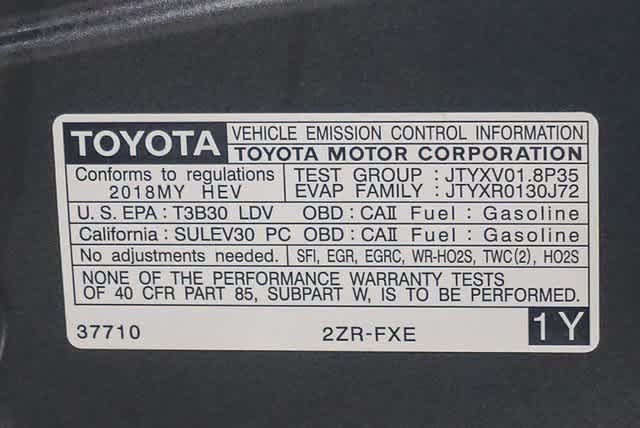 TOYOTA VEHICLE EMISSION CONTROL INFORMATION
TOYOTA MOTOR CORPORATION
Conforms to regulations TEST GROUP : JTYXV01.8P35
2018MY HEV EVAP FAMILY : JTYXR0130J72
U.S. EPA : T3B30 LDV OBD : CAII Fuel : Gasoline
California : SULEV30 PC OBD : CAII Fuel : Gasoline
No adjustments needed. SFI, EGR, EGRC, WR-HO2S, TWC(2), HO2S
NONE OF THE PERFORMANCE WARRANTY TESTS
OF 40 CFR PART 85, SUBPART W, IS TO BE PERFORMED.
37710 2ZR-FXE 1Y